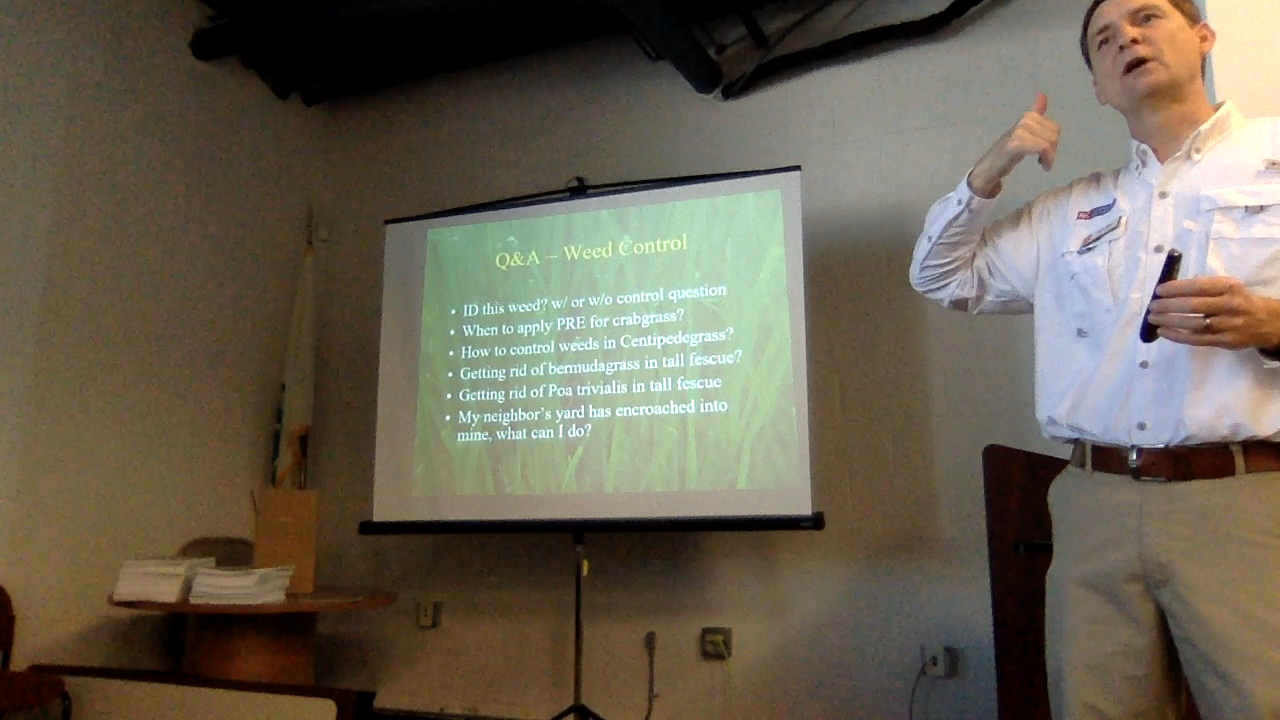 Q&A – Weed Control
• ID this weed? w/ or w/o control question
• When to apply PRE for crabgrass?
• How to control weeds in Centipedegrass?
• Getting rid of bermudagrass in tall fescue?
• Getting rid of Poa trivialis in tall fescue
• My neighbor's yard has encroached into
mine, what can I do?